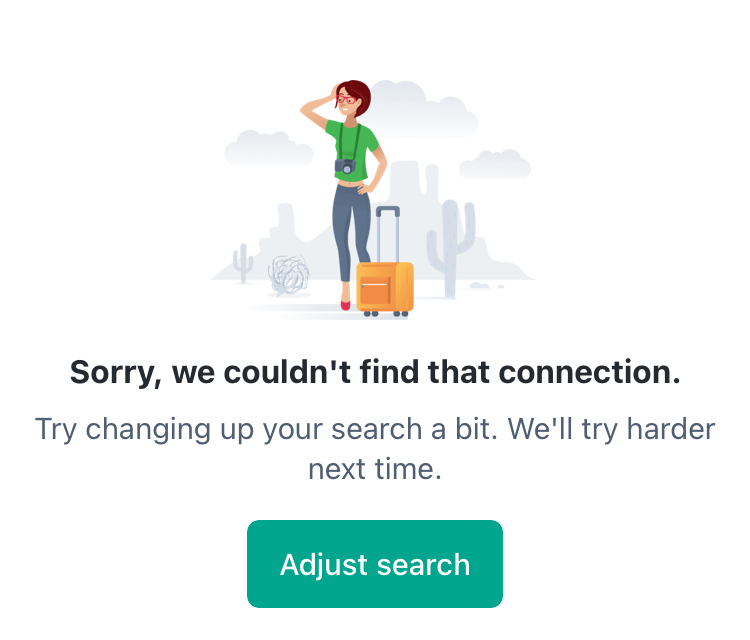 Sorry, we couldn't find that connection.
Try changing up your search a bit. We'll try harder
next time.
Adjust search